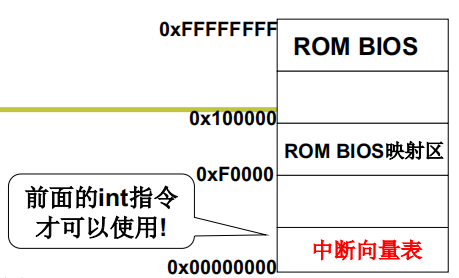 0xFFFFFFFF
ROM BIOS
0x100000
ROM BIOS映射区
0xF0000
前面的int指令
才可以使用!
中断向量表
0x00000000